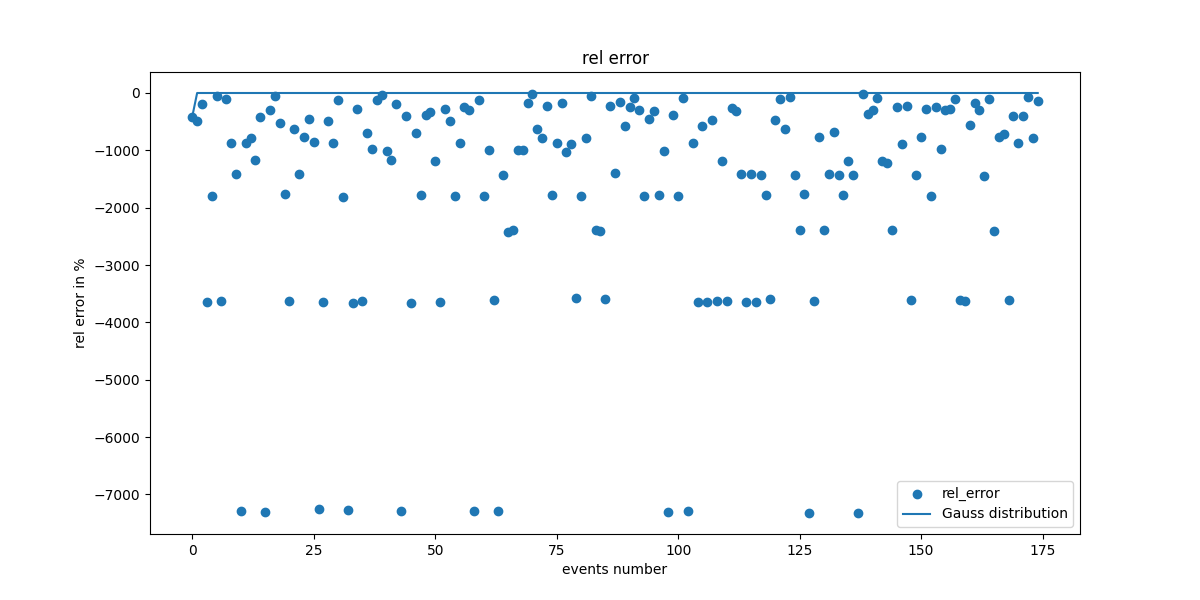 rel error
0
−1000
−2000
−3000
−4000
−5000
−6000
−7000
rel error in %
rel_error
Gauss distribution
0 25 50 75 100 125 150 175
events number